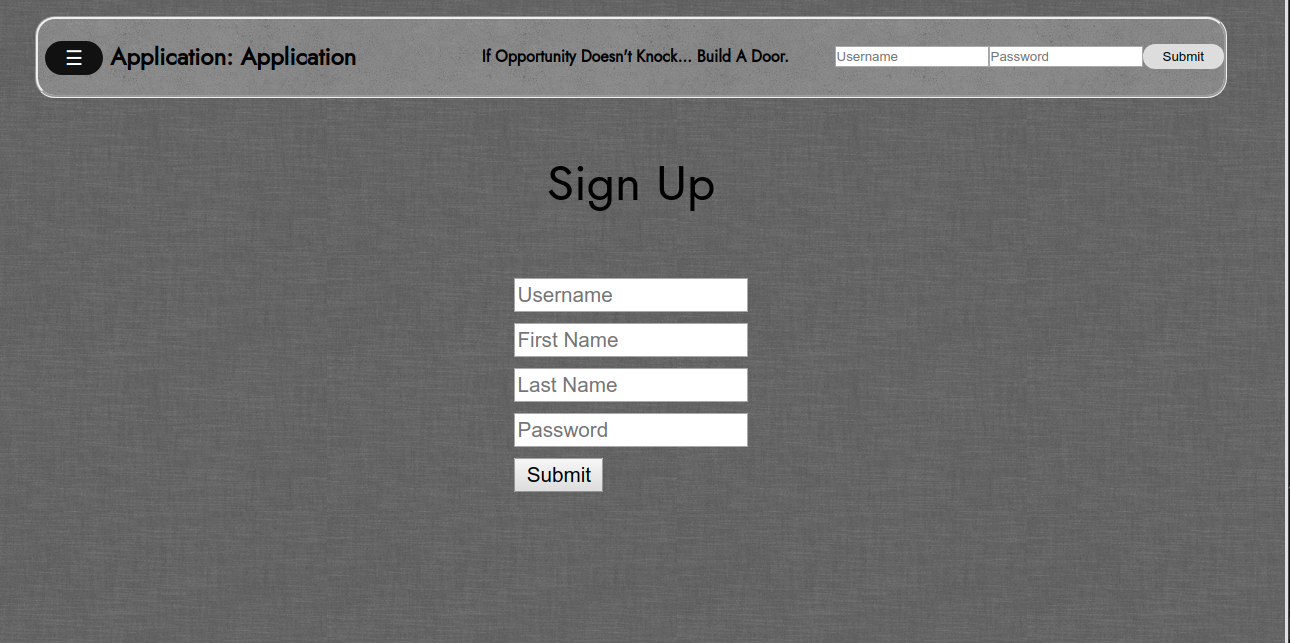 ☰ Application: Application If Opportunity Doesn't Knock... Build A Door. Username Password Submit
Sign Up
Username
First Name
Last Name
Password
Submit